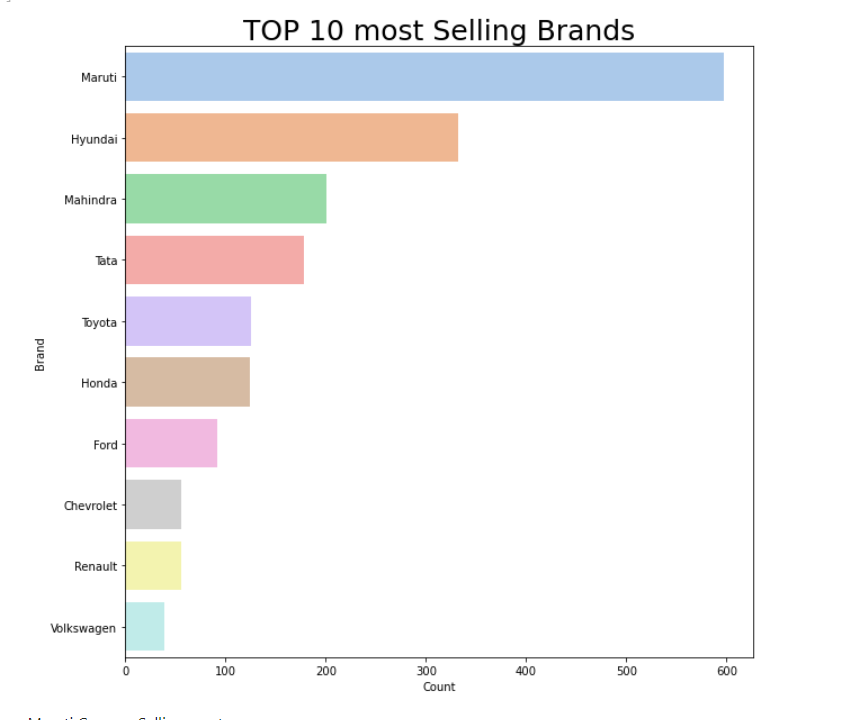 TOP 10 most Selling Brands
Maruti
Hyundai
Mahindra
Tata
Toyota
Honda
Ford
Chevrolet
Renault
Volkswagen
Brand
0 100 200 300 400 500 600
Count